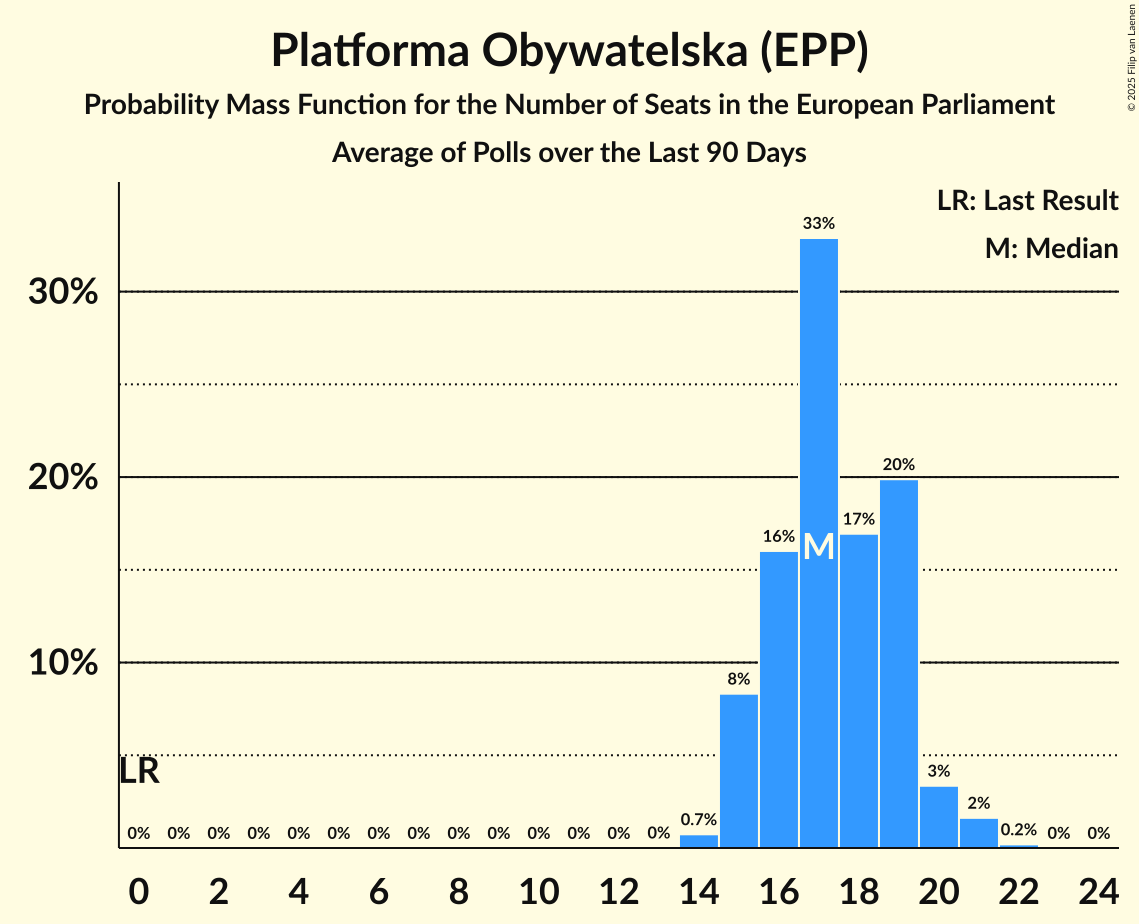 Platforma Obywatelska (EPP)
Probability Mass Function for the Number of Seats in the European Parliament
Average of Polls over the Last 90 Days
© 2025 Filip van Laenen
LR: Last Result
M: Median
33%
30%
20%
20%
17%
16%
M
10%
8%
LR
3%
2%
0.7%
0.2%
0% 0% 0% 0% 0% 0% 0% 0% 0% 0% 0% 0% 0% 0% 0% 0%
0 2 4 6 8 10 12 14 16 18 20 22 24